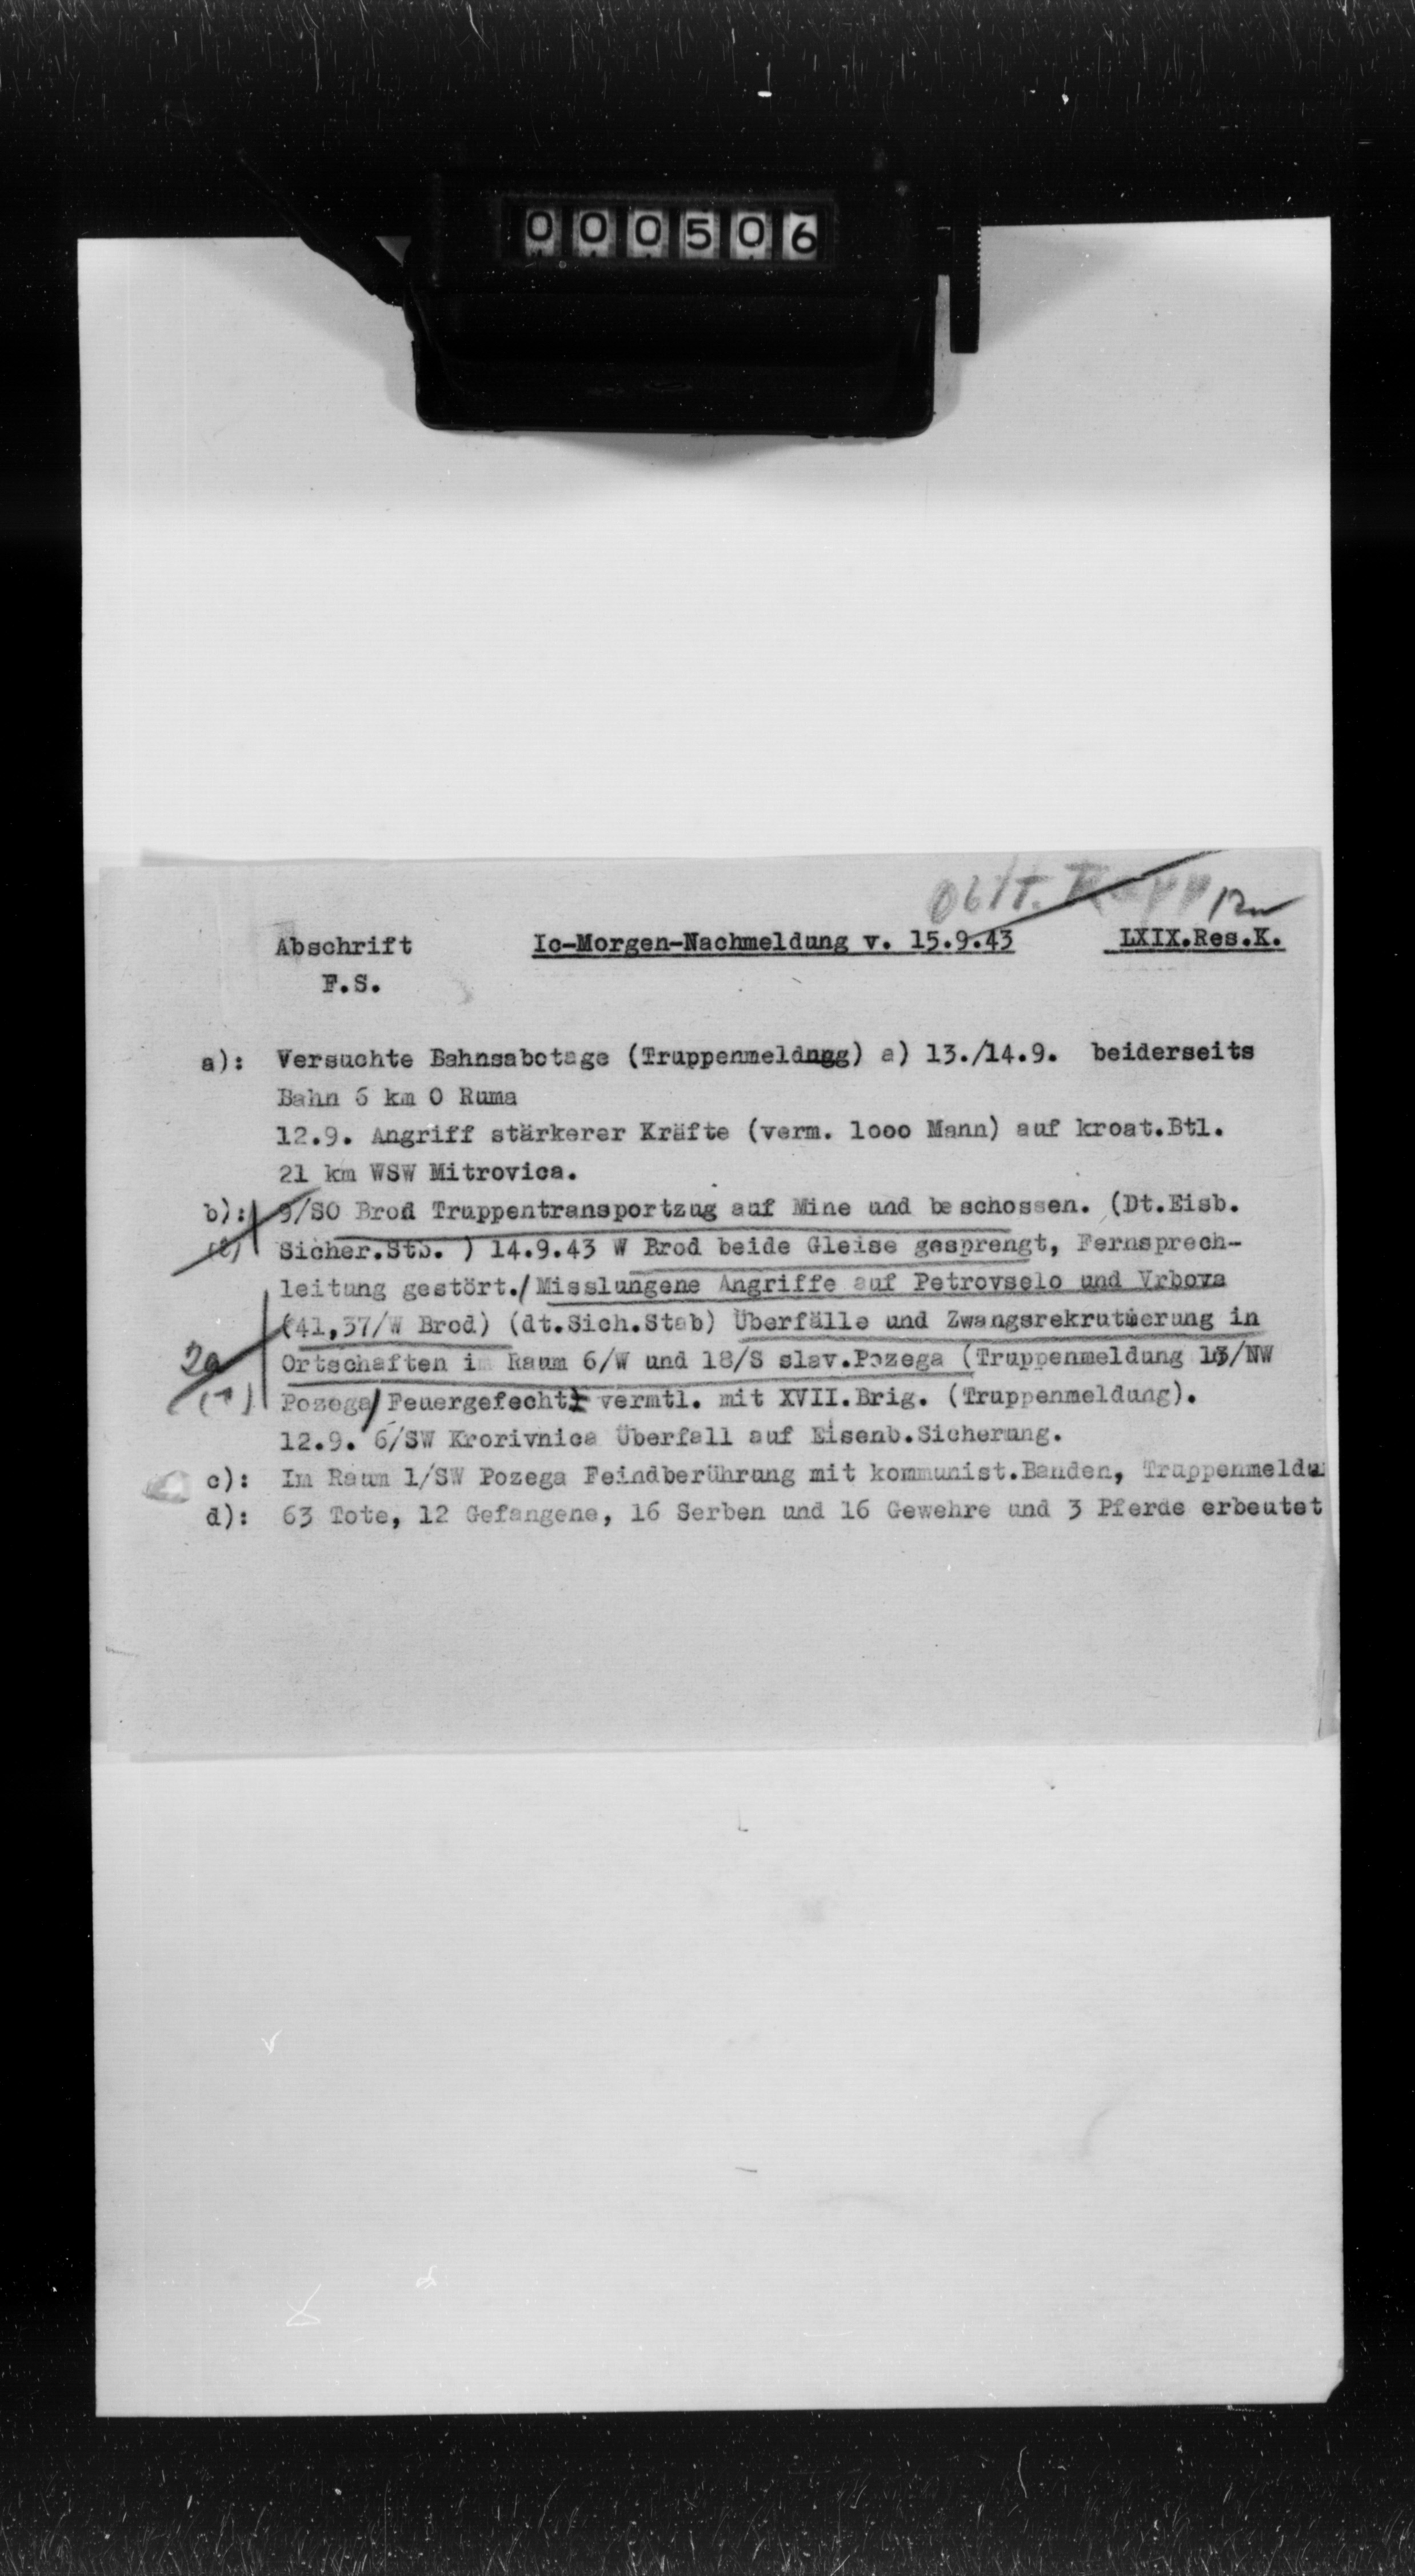 000506
Oblt.
Abschrift Ic-Morgen-Nachmeldung v. 15.9.43 LXIX.Res.K.
F.S.
a): Versuchte Bahnsabotage (Truppenmeldngg) a) 13./14.9. beiderseits
Bahn 6 km O Ruma
12.9. Angriff stärkerer Kräfte (verm. 1ooo Mann) auf kroat.Btl.
21 km WSW Mitrovica.
b): 9/SO Brod Truppentransportzug auf Mine und beschossen. (Dt.Eisb.
Sicher.Stb. ) 14.9.43 W Brod beide Gleise gesprengt, Fernsprech-
leitung gestört./Misslungene Angriffe auf Petrovselo und Vrbova
(41,37/W Brod) (dt.Sich.Stab) Überfälle und Zwangsrekrutierung in
2a Ortschaften im Raum 6/W und 18/S slav.Pozega (Truppenmeldung 13/NW
Pozega/Feuergefecht vermtl. mit XVII.Brig. (Truppenmeldung).
12.9. 6/SW Krorivnica Überfall auf Eisenb.Sicherung.
c): Im Raum 1/SW Pozega Feindberührung mit kommunist.Banden, Truppenmeldu
d): 63 Tote, 12 Gefangene, 16 Serben und 16 Gewehre und 3 Pferde erbeutet